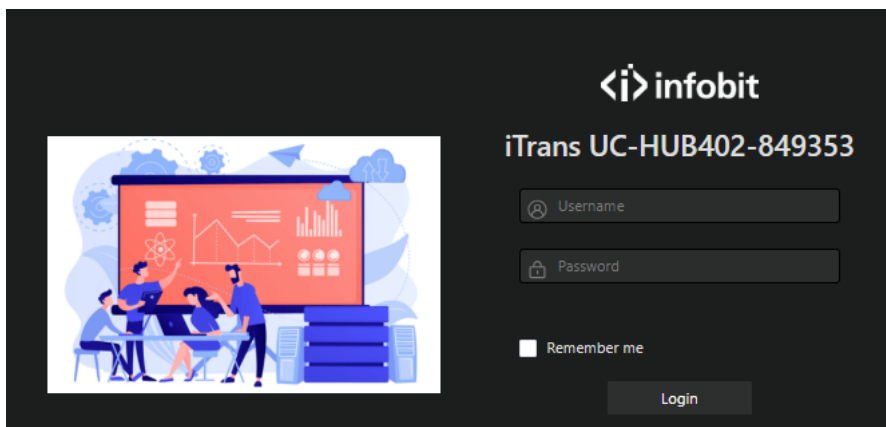 <i> infobit
iTrans UC-HUB402-849353
Username
Password
Remember me
Login